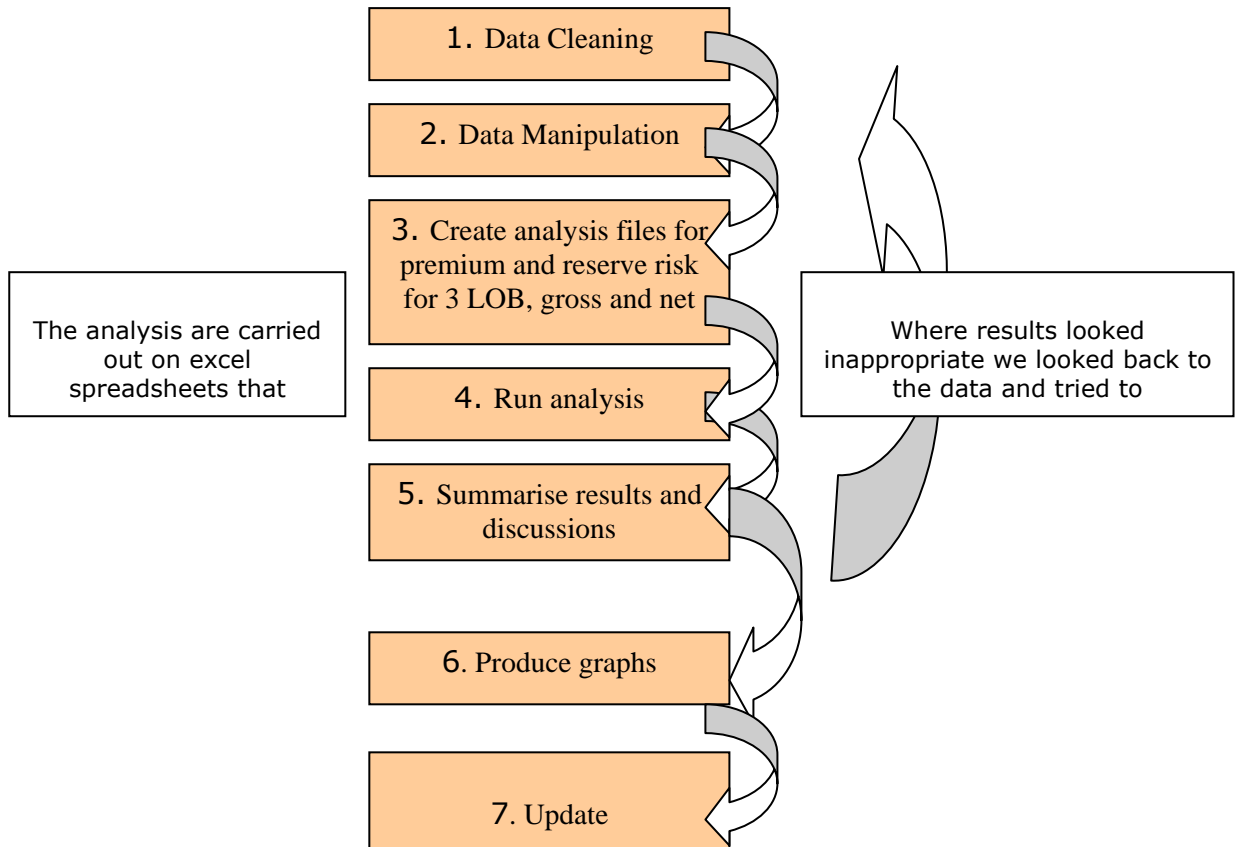 1. Data Cleaning
2. Data Manipulation
3. Create analysis files for
premium and reserve risk
for 3 LOB, gross and net
The analysis are carried
out on excel
spreadsheets that
Where results looked
inappropriate we looked back to
the data and tried to
4. Run analysis
5. Summarise results and
discussions
6. Produce graphs
7. Update